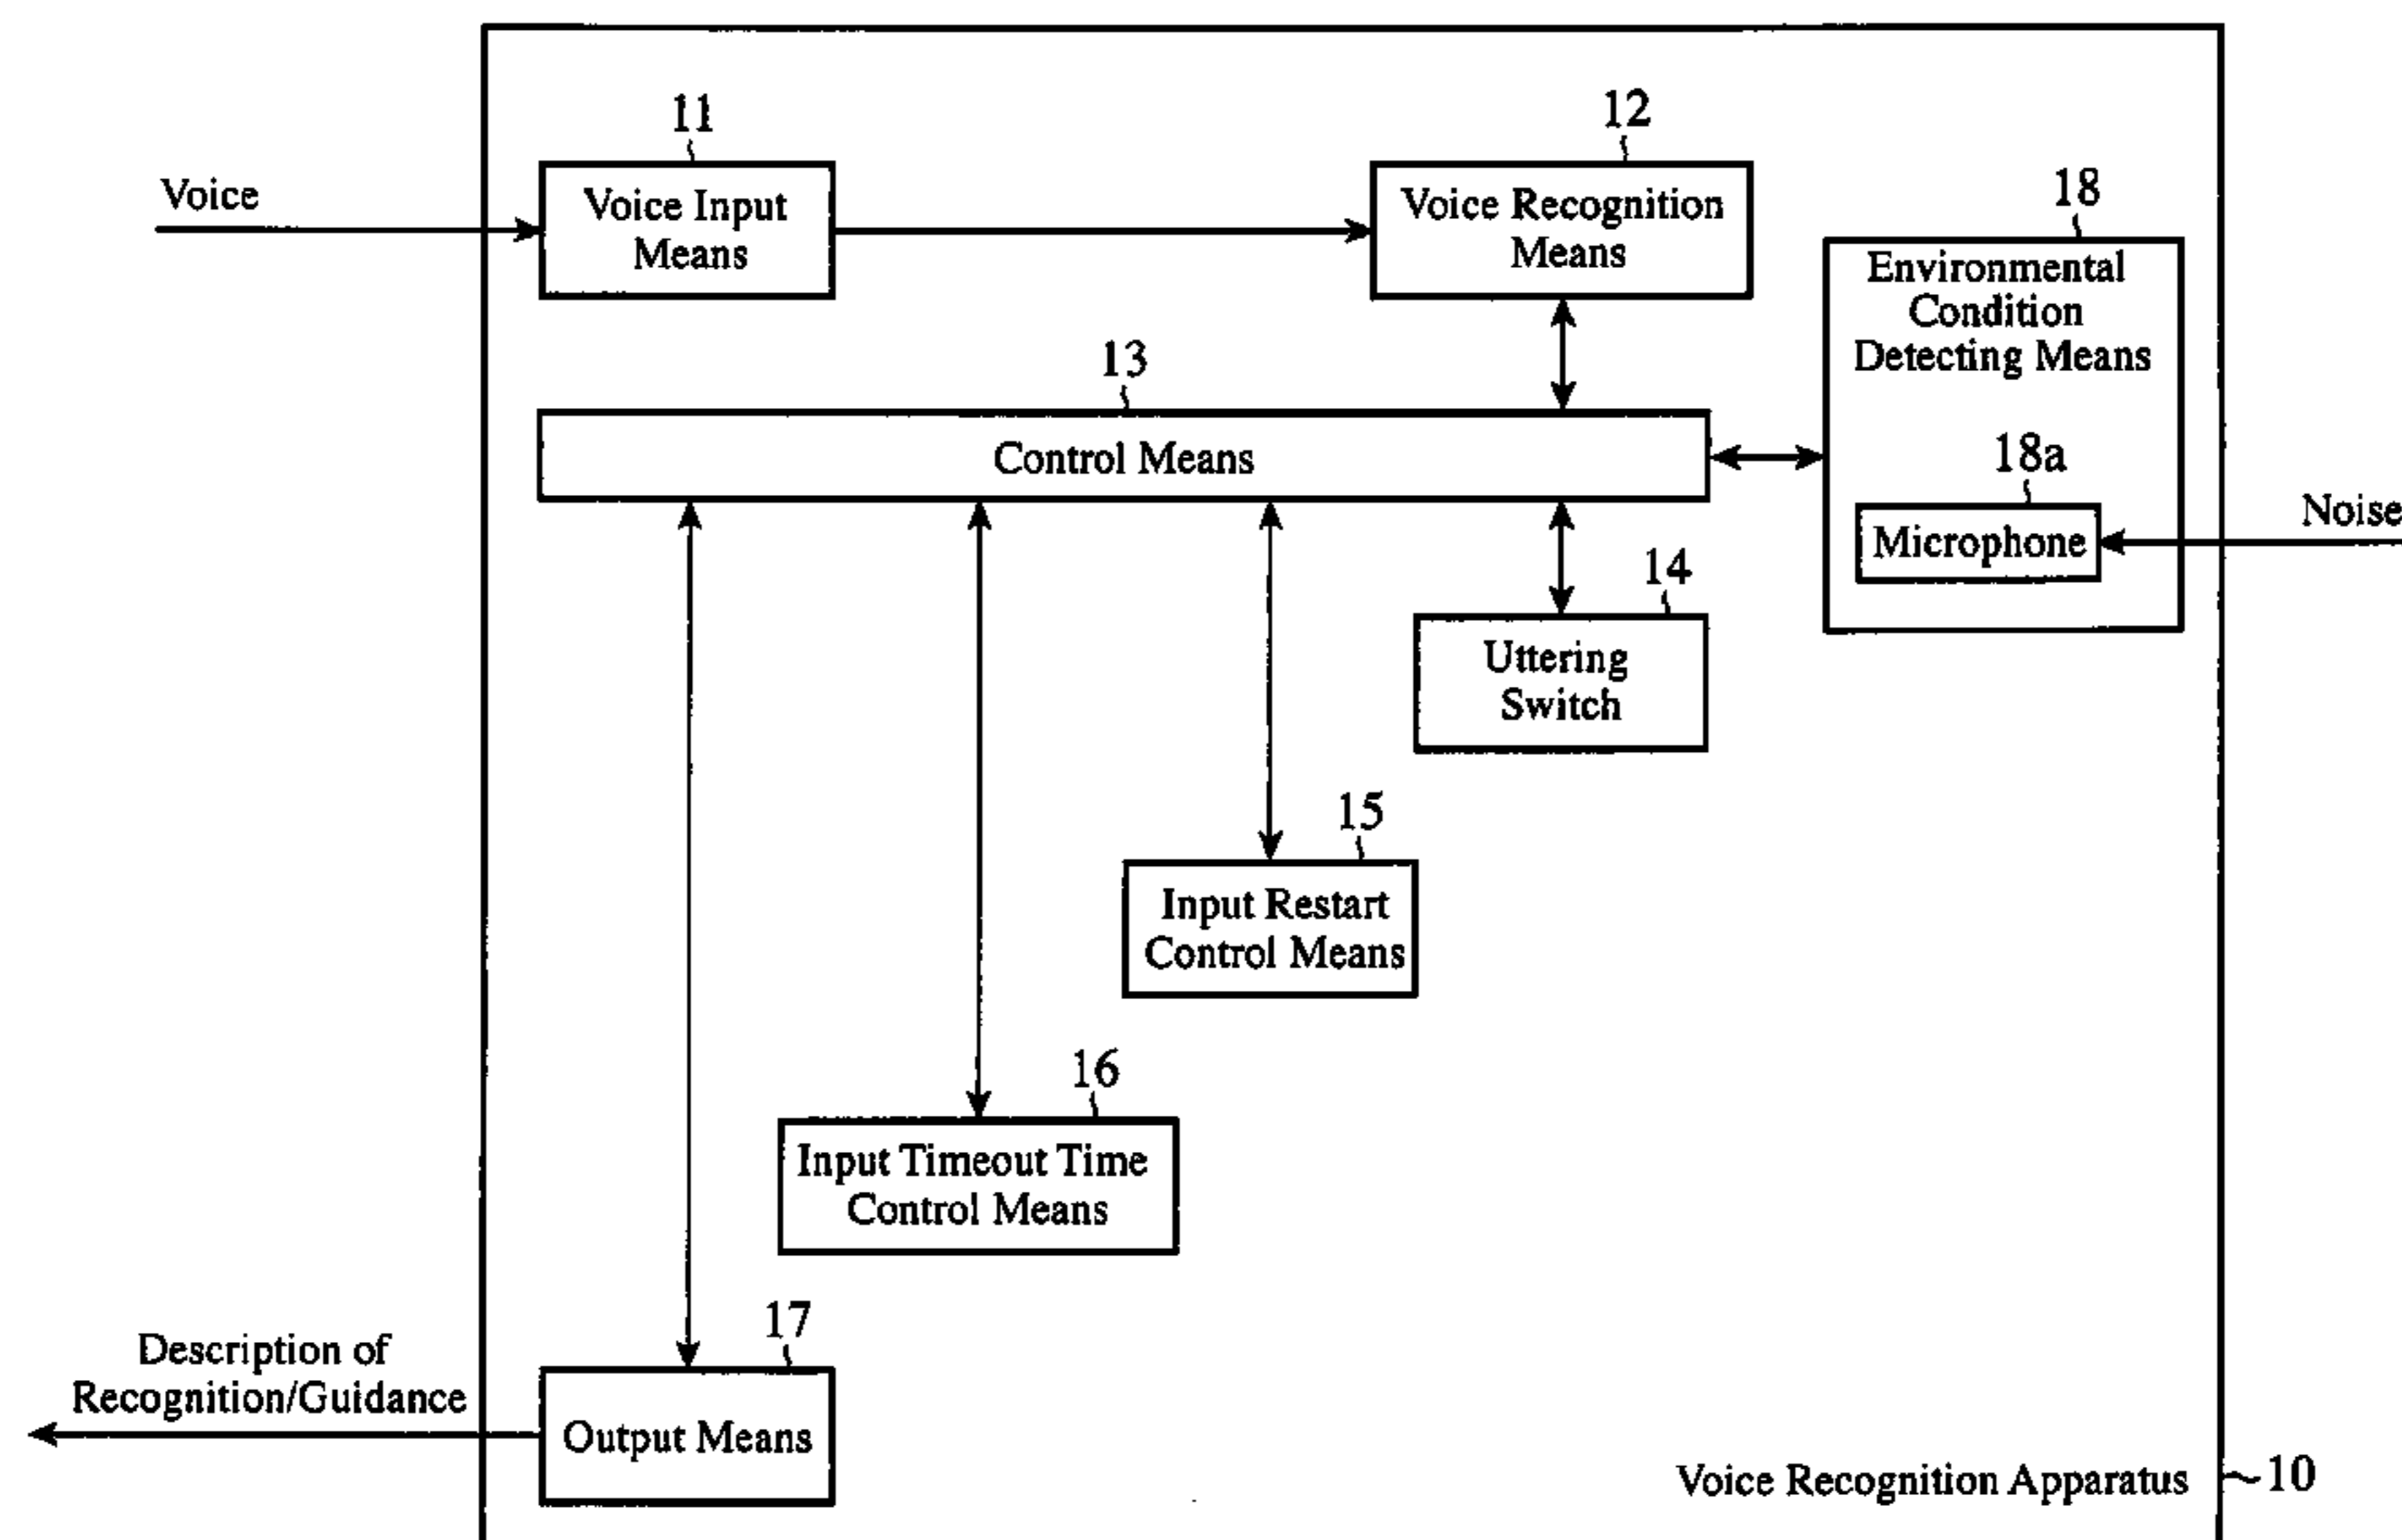 11
12
Voice
Voice Input
Means
Voice Recognition
Means
18
Environmental
Condition
Detecting Means
13
Control Means
18a
Microphone
Noise
14
Uttering
Switch
15
Input Restart
Control Means
16
Input Timeout Time
Control Means
17
Description of
Recognition/Guidance
Output Means
Voice Recognition Apparatus
10